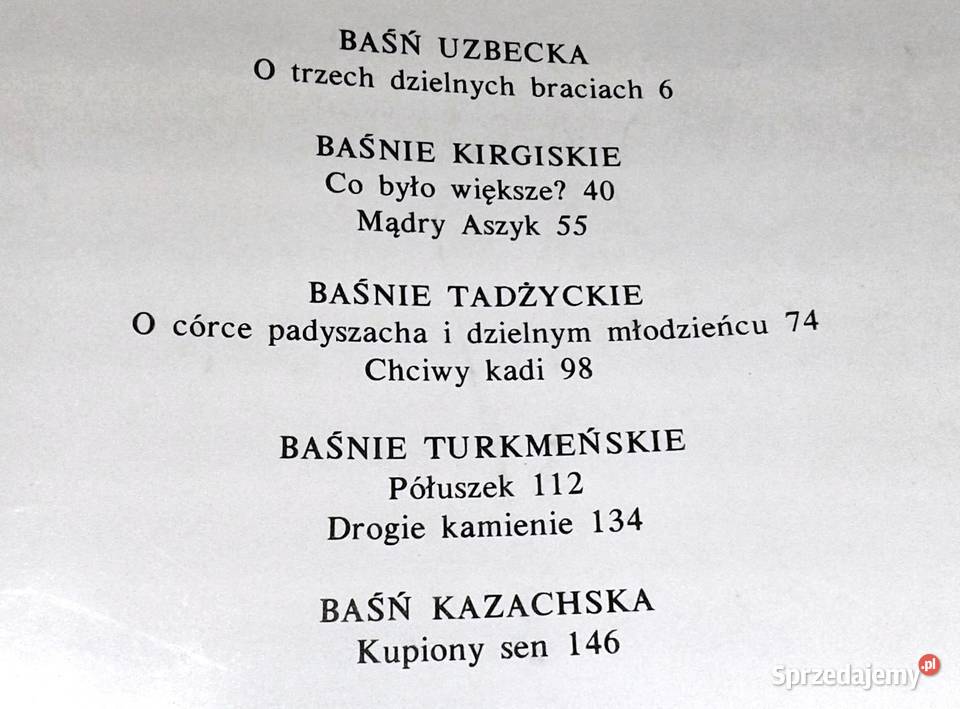 BAŚŃ UZBECKA
O trzech dzielnych braciach 6
BAŚNIE KIRGISKIE
Co było większe? 40
Mądry Aszyk 55
BAŚNIE TADŻYCKIE
O córce padyszacha i dzielnym młodzieńcu 74
Chciwy kadi 98
BAŚNIE TURKMEŃSKIE
Półuszek 112
Drogie kamienie 134
BAŚŃ KAZACHSKA
Kupiony sen 146
Sprzedajemy.pl